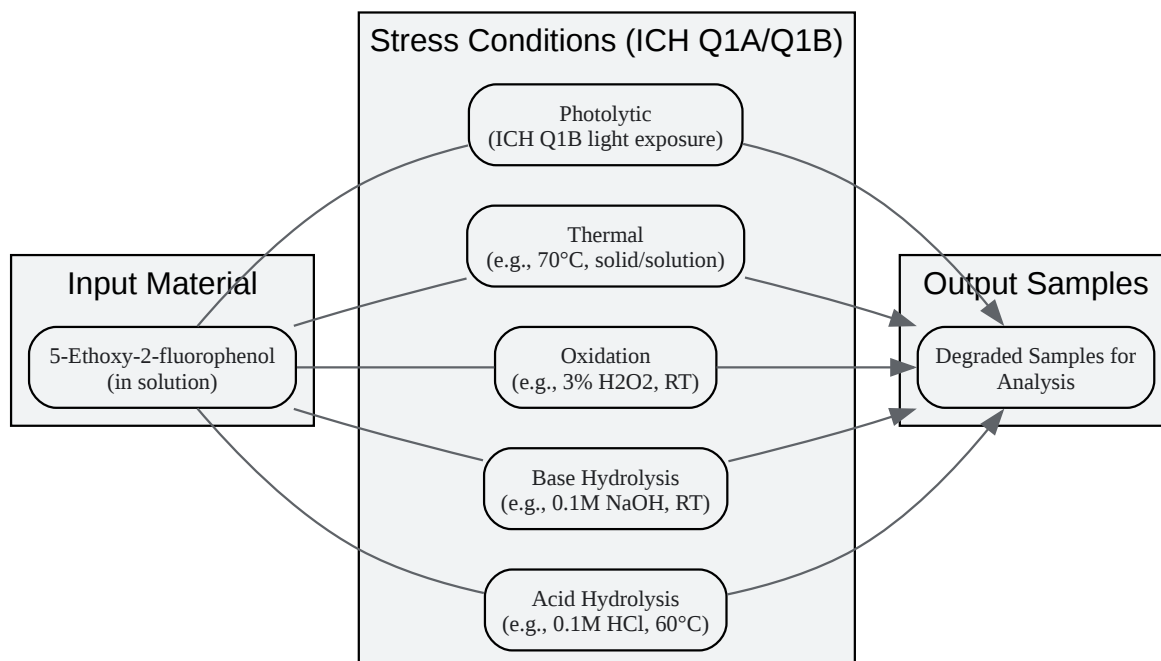 Stress Conditions (ICH Q1A/Q1B)
Photolytic
(ICH Q1B light exposure)
Thermal
(e.g., 70°C, solid/solution)
Input Material
Output Samples
5-Ethoxy-2-fluorophenol
(in solution)
Oxidation
(e.g., 3% H2O2, RT)
Degraded Samples for
Analysis
Base Hydrolysis
(e.g., 0.1M NaOH, RT)
Acid Hydrolysis
(e.g., 0.1M HCl, 60°C)